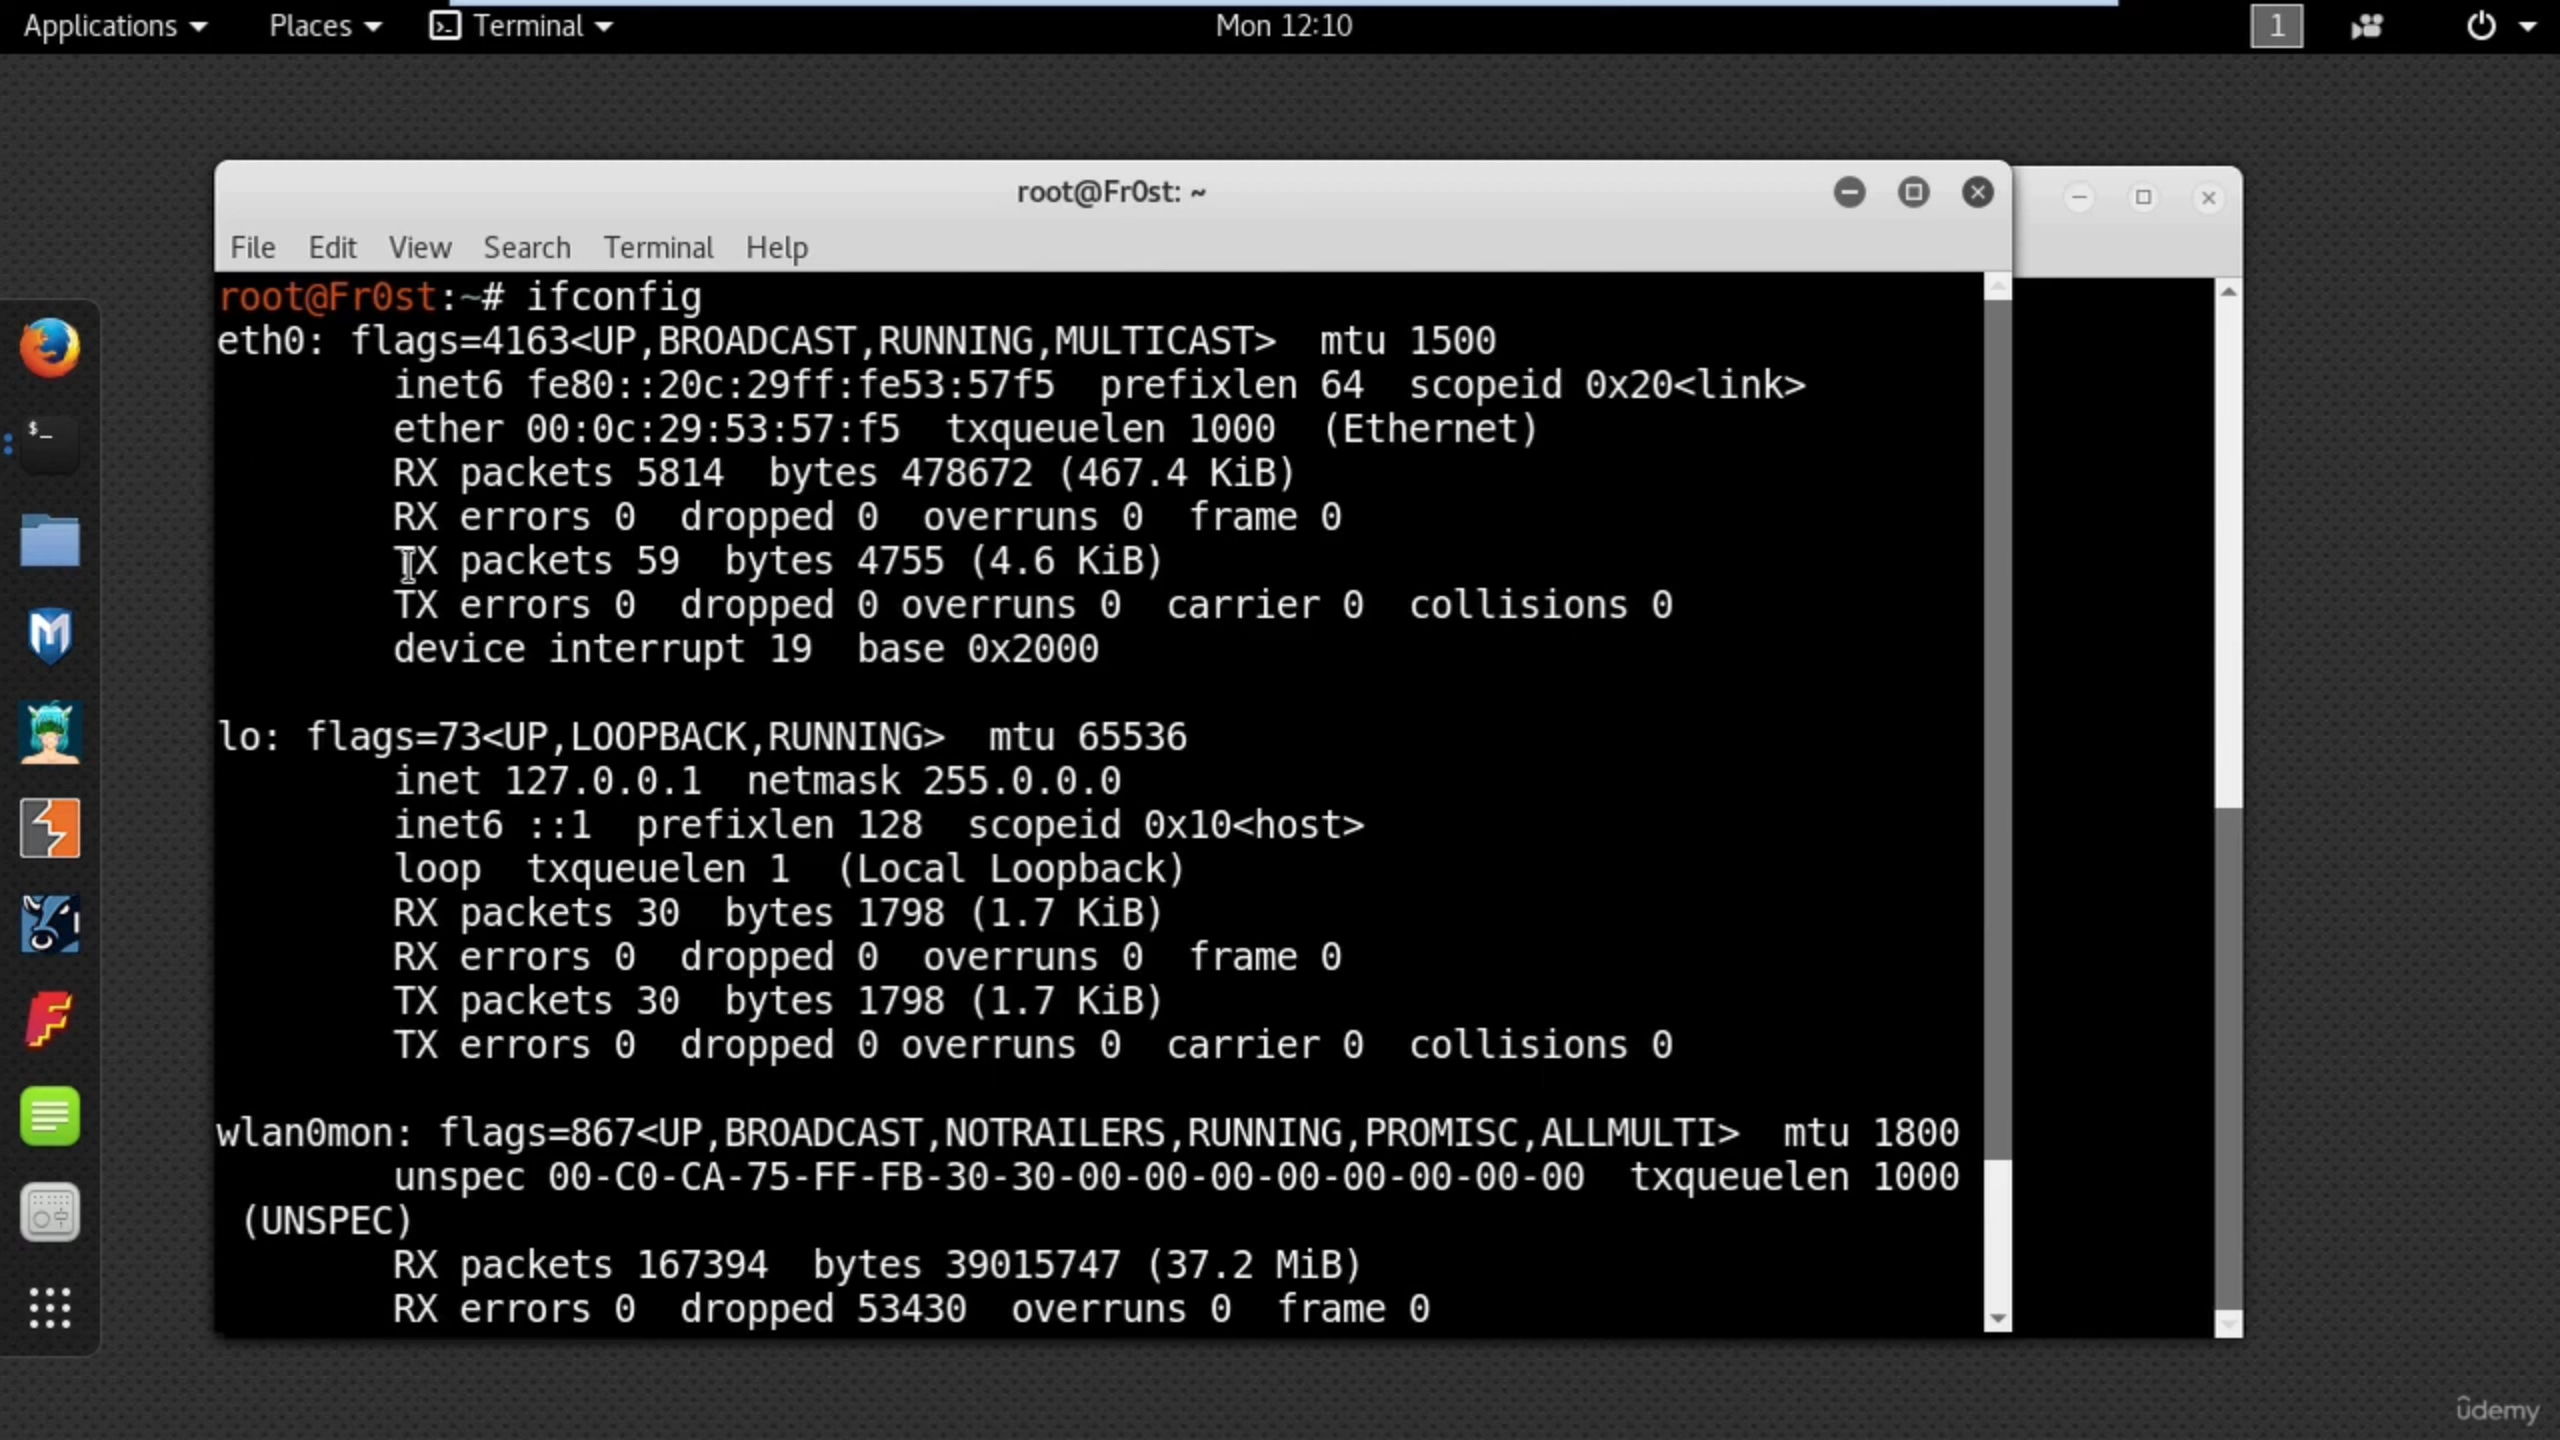 Applications Places Terminal Mon 12:10 1
root@Fr0st: ~
File Edit View Search Terminal Help
root@Fr0st:~# ifconfig
eth0: flags=4163<UP,BROADCAST,RUNNING,MULTICAST>  mtu 1500
        inet6 fe80::20c:29ff:fe53:57f5  prefixlen 64  scopeid 0x20<link>
        ether 00:0c:29:53:57:f5  txqueuelen 1000  (Ethernet)
        RX packets 5814  bytes 478672 (467.4 KiB)
        RX errors 0  dropped 0  overruns 0  frame 0
        TX packets 59  bytes 4755 (4.6 KiB)
        TX errors 0  dropped 0 overruns 0  carrier 0  collisions 0
        device interrupt 19  base 0x2000
lo: flags=73<UP,LOOPBACK,RUNNING>  mtu 65536
        inet 127.0.0.1  netmask 255.0.0.0
        inet6 ::1  prefixlen 128  scopeid 0x10<host>
        loop  txqueuelen 1  (Local Loopback)
        RX packets 30  bytes 1798 (1.7 KiB)
        RX errors 0  dropped 0  overruns 0  frame 0
        TX packets 30  bytes 1798 (1.7 KiB)
        TX errors 0  dropped 0 overruns 0  carrier 0  collisions 0
wlan0mon: flags=867<UP,BROADCAST,NOTRAILERS,RUNNING,PROMISC,ALLMULTI>  mtu 1800
        unspec 00-C0-CA-75-FF-FB-30-30-00-00-00-00-00-00-00-00  txqueuelen 1000
 (UNSPEC)
        RX packets 167394  bytes 39015747 (37.2 MiB)
        RX errors 0  dropped 53430  overruns 0  frame 0
ûdemy